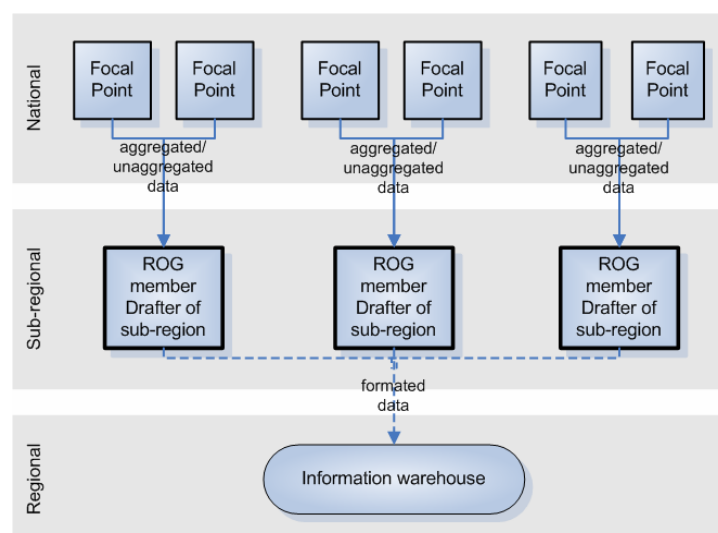 National
Focal
Point
Focal
Point
Focal
Point
Focal
Point
Focal
Point
Focal
Point
aggregated/
unaggregated
data
aggregated/
unaggregated
data
aggregated/
unaggregated
data
Sub-regional
ROG
member
Drafter of
sub-region
ROG
member
Drafter of
sub-region
ROG
member
Drafter of
sub-region
formated
data
Regional
Information warehouse